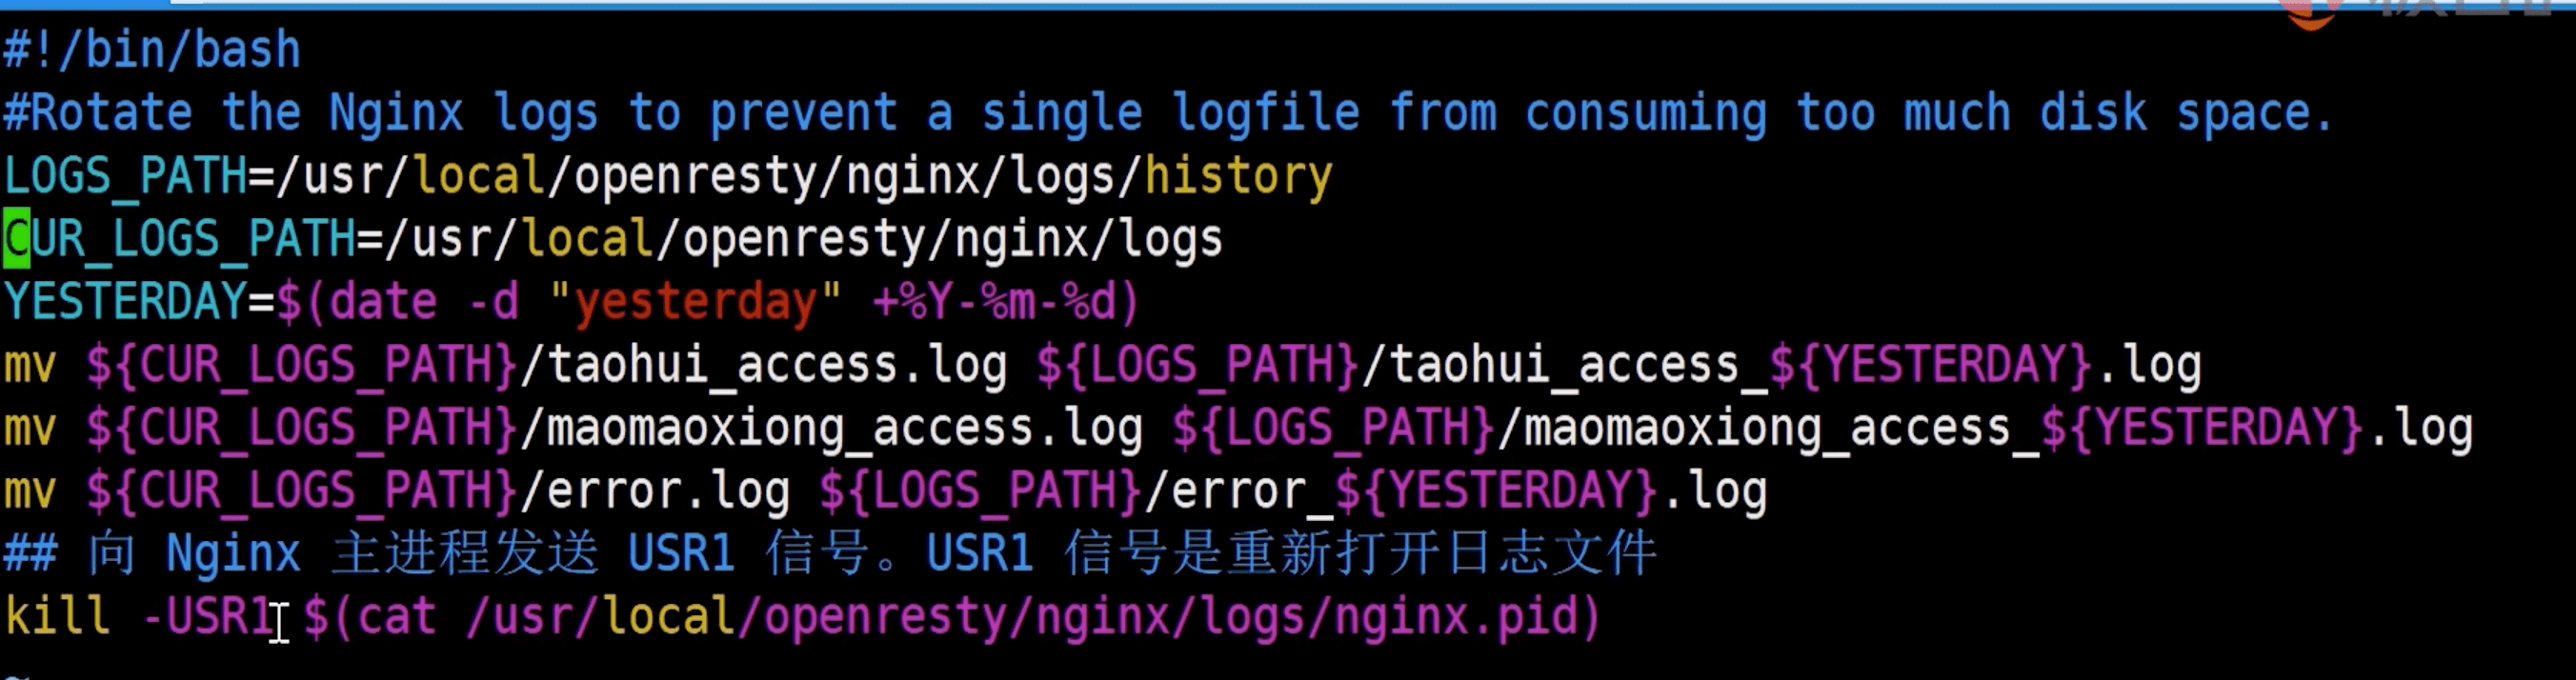 #!/bin/bash
#Rotate the Nginx logs to prevent a single logfile from consuming too much disk space.
LOGS_PATH=/usr/local/openresty/nginx/logs/history
CUR_LOGS_PATH=/usr/local/openresty/nginx/logs
YESTERDAY=$(date -d "yesterday" +%Y-%m-%d)
mv ${CUR_LOGS_PATH}/taohui_access.log ${LOGS_PATH}/taohui_access_${YESTERDAY}.log
mv ${CUR_LOGS_PATH}/maomaoxiong_access.log ${LOGS_PATH}/maomaoxiong_access_${YESTERDAY}.log
mv ${CUR_LOGS_PATH}/error.log ${LOGS_PATH}/error_${YESTERDAY}.log
## 向 Nginx 主进程发送 USR1 信号。USR1 信号是重新打开日志文件
kill -USR1 $(cat /usr/local/openresty/nginx/logs/nginx.pid)